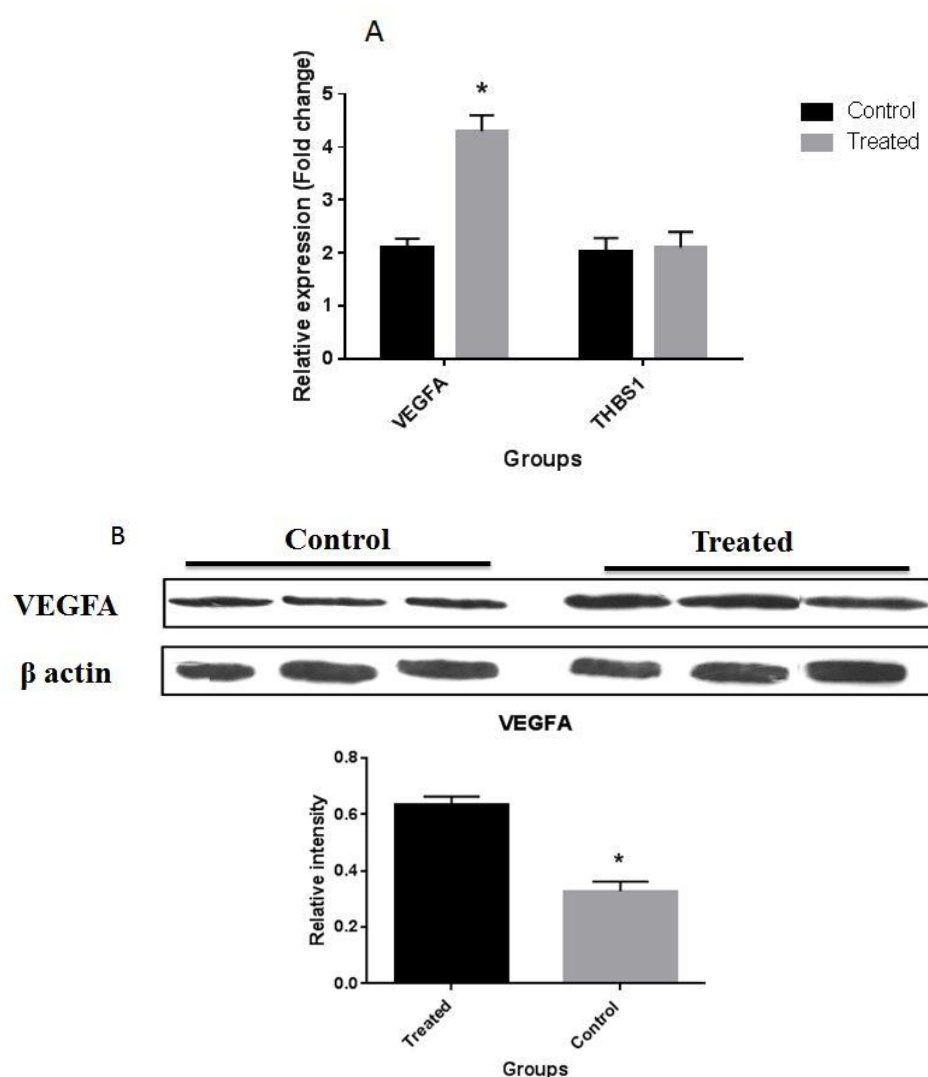 A
Relative expression (Fold change)
5
4
3
2
1
0
*
Control
Treated
VEGFA
THBS1
Groups
B
Control
Treated
VEGFA
β actin
VEGFA
Relative intensity
0.8
0.6
0.4
0.2
0.0
*
Treated
Control
Groups